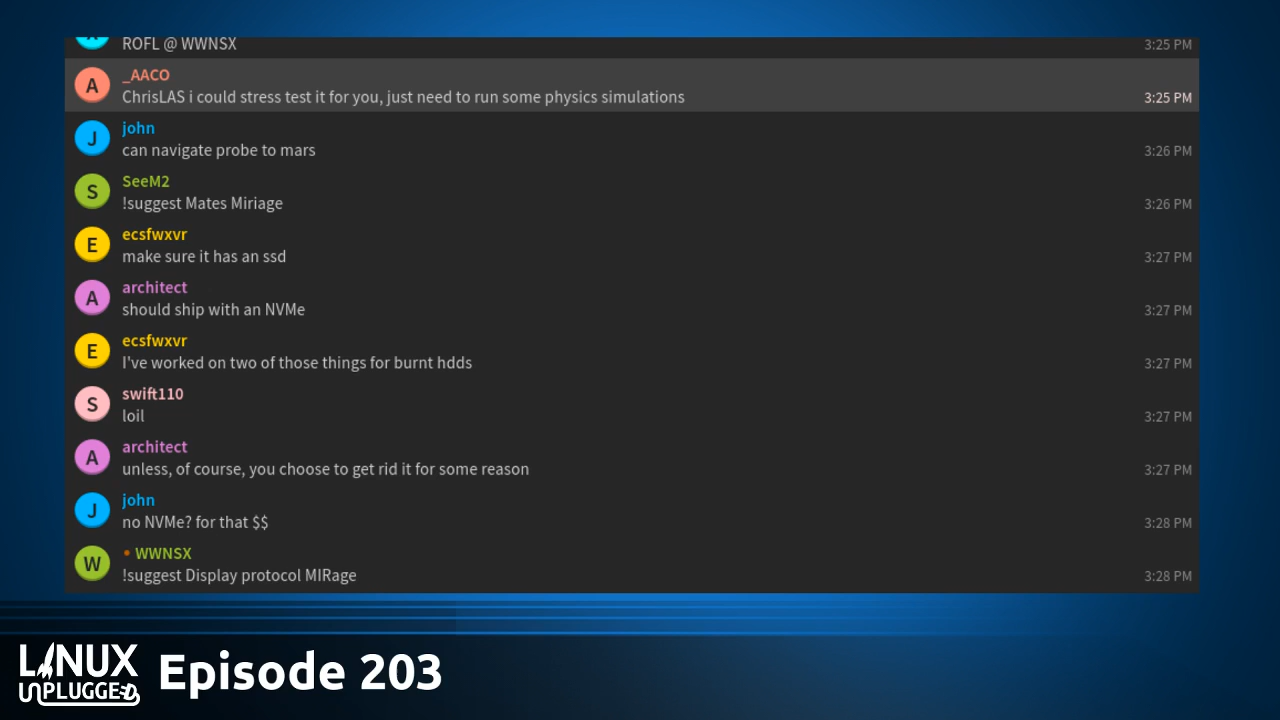 ROFL @ WWNSX 3:25 PM
A _AACO
ChrisLAS i could stress test it for you, just need to run some physics simulations 3:25 PM
J john
can navigate probe to mars 3:26 PM
S SeeM2
!suggest Mates Miriage 3:26 PM
E ecsfwxvr
make sure it has an ssd 3:27 PM
A architect
should ship with an NVMe 3:27 PM
E ecsfwxvr
I've worked on two of those things for burnt hdds 3:27 PM
S swift110
loil 3:27 PM
A architect
unless, of course, you choose to get rid it for some reason 3:27 PM
J john
no NVMe? for that $$ 3:28 PM
W • WWNSX
!suggest Display protocol MIRage 3:28 PM
LINUX
UNPLUGGED
Episode 203